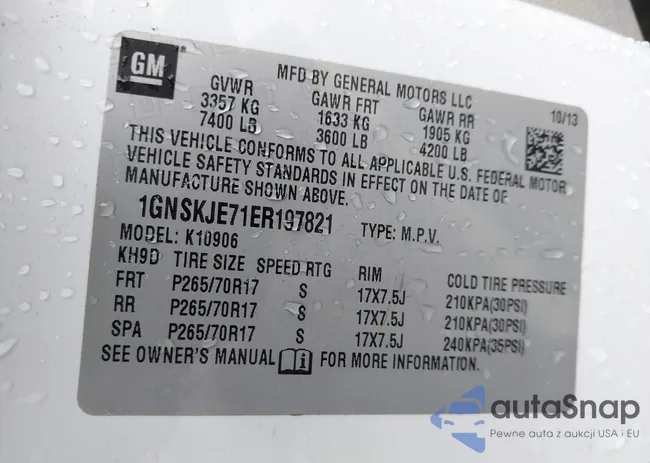 GM
MFD BY GENERAL MOTORS LLC
10/13
GVWR GAWR FRT GAWR RR
3357 KG 1633 KG 1905 KG
7400 LB 3600 LB 4200 LB
THIS VEHICLE CONFORMS TO ALL APPLICABLE U.S. FEDERAL MOTOR
VEHICLE SAFETY STANDARDS IN EFFECT ON THE DATE OF
MANUFACTURE SHOWN ABOVE.
1GNSKJE71ER197821 TYPE: M.P.V.
MODEL: K10906
KH9D TIRE SIZE SPEED RTG RIM COLD TIRE PRESSURE
FRT P265/70R17 S 17X7.5J 210KPA(30PSI)
RR P265/70R17 S 17X7.5J 210KPA(30PSI)
SPA P265/70R17 S 17X7.5J 240KPA(35PSI)
SEE OWNER'S MANUAL FOR MORE INFORMATION.
autaSnap
Pewne auta z aukcji USA i EU